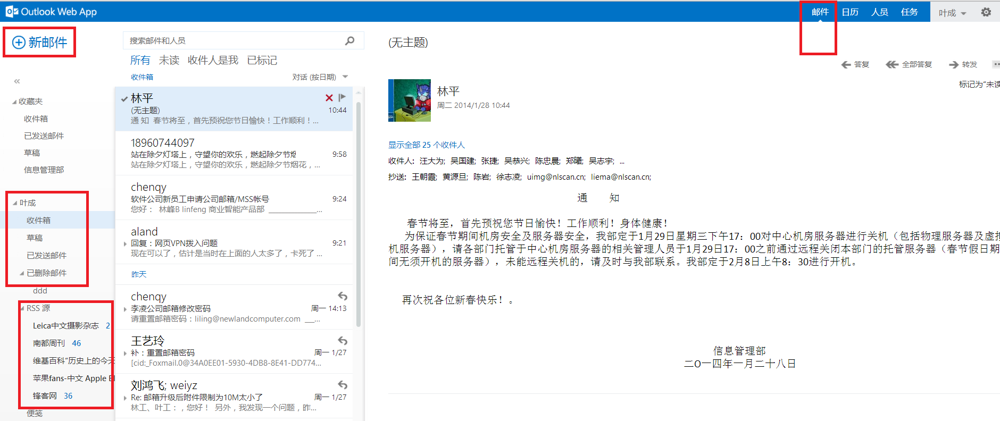 Outlook Web App
邮件 日历 人员 任务 叶成
新邮件
«
收藏夹
收件箱
已发送邮件
草稿
信息管理部
叶成
收件箱
草稿
已发送邮件
已删除邮件
ddd
RSS 源
Leica中文摄影杂志 2
南都周刊 46
维基百科"历史上的今天
苹果fans-中文 Apple
锋客网 36
便笺
搜索邮件和人员
所有 未读 收件人是我 已标记
收件箱 对话 (按日期)
林平
(无主题) 10:44
通 知 春节将至，首先预祝您节日愉快！工作顺利！...
18960744097
站在除夕灯塔上，守望你的欢乐，燃起除夕节 9:58
站在除夕灯塔上，守望你的欢乐，燃起除夕节烟花，...
chenqy
软件公司新员工申请公司邮箱/MSS帐号 9:24
您好： 林峰B linfeng 商业智能产品部 _______________...
aland
回复：网页VPN拨入问题 9:21
现在可以了，估计是当时在上面的人太多了，卡死了 ...
昨天
chenqy
李凌公司邮箱修改密码 周一 14:13
请重置邮箱密码：liling@newlandcomputer.com ___...
王艺玲
补：重置邮箱密码 周一 1/27
[cid:_Foxmail.0@34A0EE01-5930-4DB8-8E41-DD774...
刘鸿飞; weiyz
Re: 邮箱升级后附件限制为10M太小了 周一 1/27
林工、叶工：，您好！ 另外，我发现一个问题，昨...
(无主题)
答复 全部答复 转发 ...
标记为"未读
林平
周二 2014/1/28 10:44
显示全部 25 个收件人
收件人: 汪大为; 吴国建; 张捷; 吴恭兴; 陈忠晨; 郑曦; 吴志宇; ...
抄送: 王朝霞; 黄源旦; 陈岩; 徐志凌; uimg@nlscan.cn; liema@nlscan.cn;
通 知
春节将至，首先预祝您节日愉快！工作顺利！身体健康！
为保证春节期间机房安全及服务器安全，我部定于1月29日星期三下午17：00对中心机房服务器进行关机（包括物理服务器及虚拟
机服务器），请各部门托管于中心机房服务器的相关管理人员于1月29日17：00之前通过远程关闭本部门的托管服务器（春节假日期
间无须开机的服务器），未能远程关机的，请及时与我部联系。我部定于2月8日上午8：30进行开机。
再次祝各位新春快乐！。
信息管理部
二O一四年一月二十八日